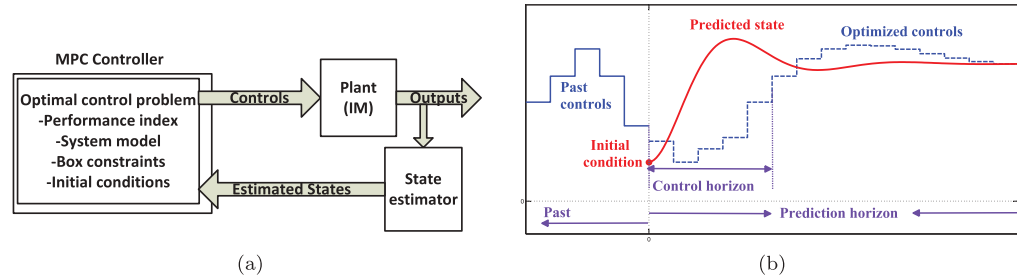 MPC Controller
Optimal control problem
-Performance index
-System model
-Box constraints
-Initial conditions
Controls
Plant
(IM)
Outputs
Estimated States
State
estimator
(a)
Predicted state
Optimized controls
Past
controls
Initial
condition
Control horizon
Past
Prediction horizon
0
0
(b)